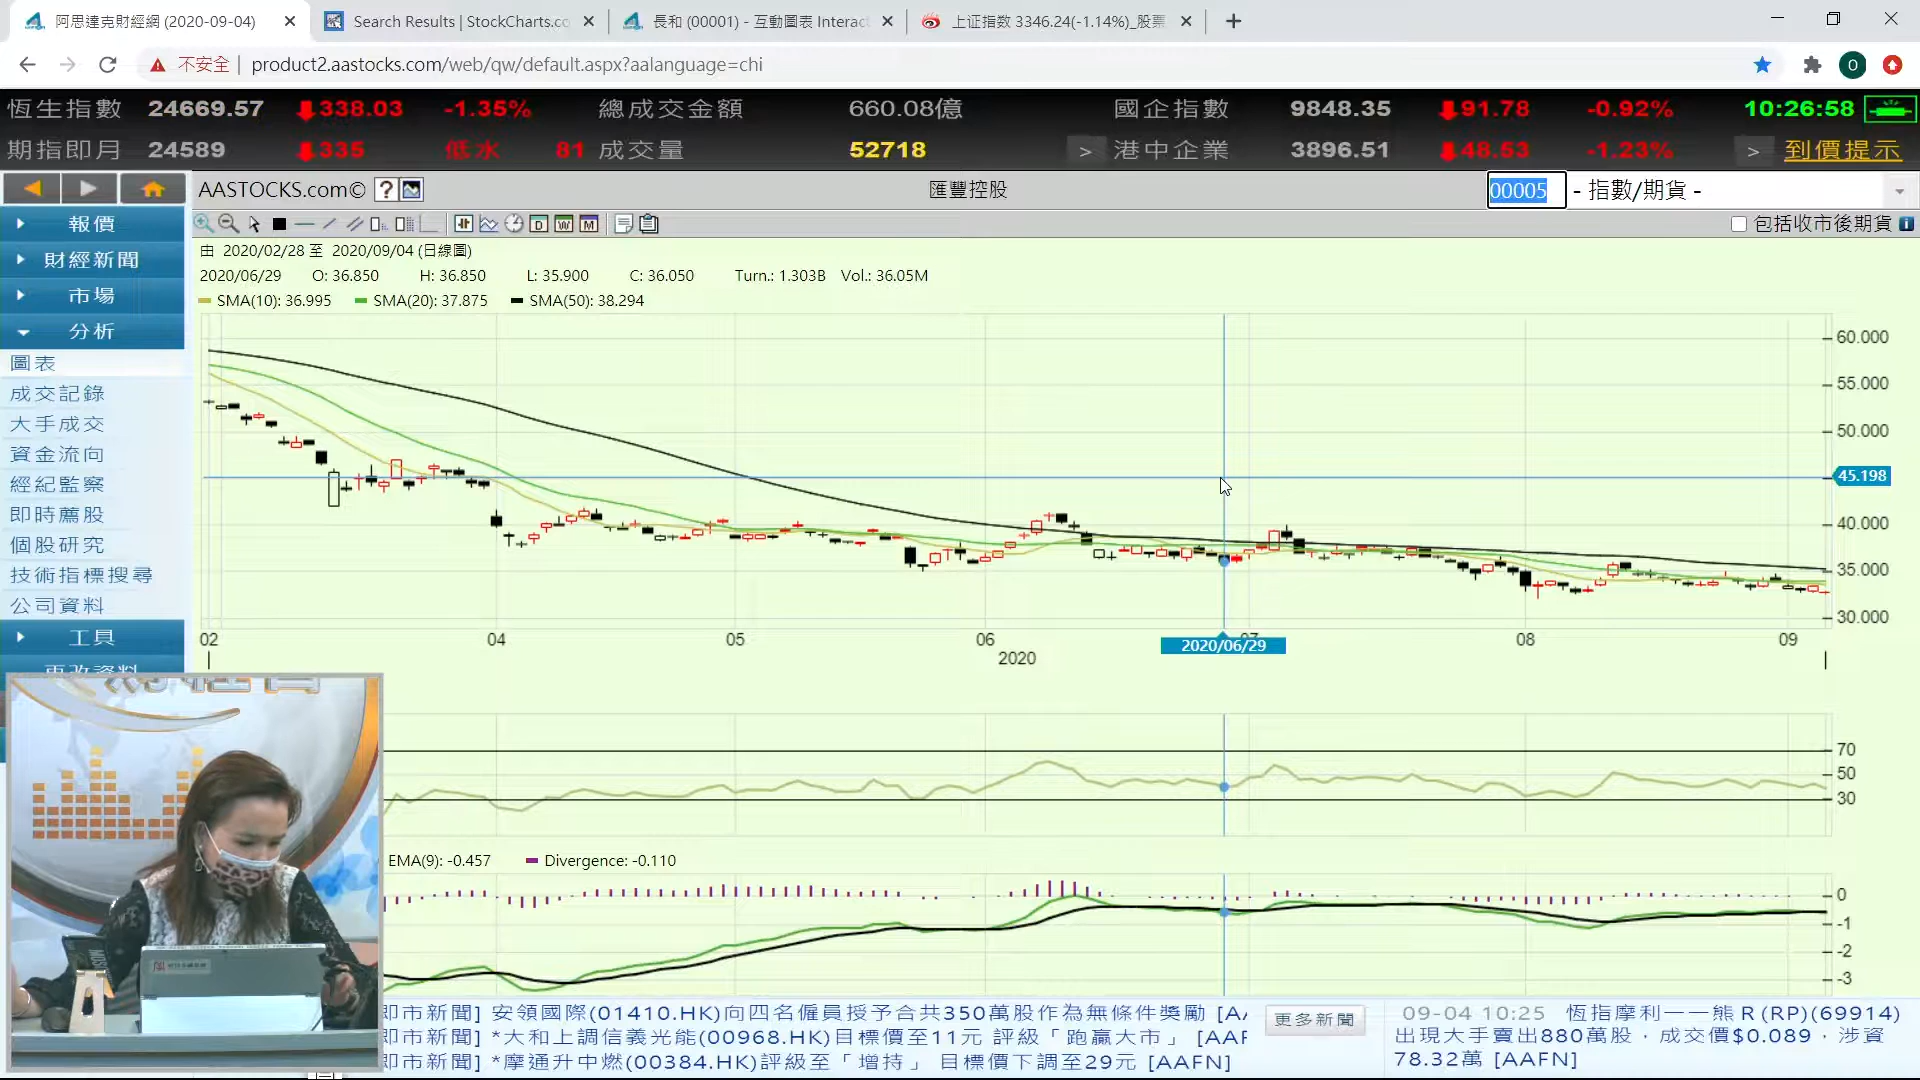 阿思達克財經網 (2020-09-04)
Search Results | StockCharts.co
長和 (00001) - 互動圖表 Interac
上证指数 3346.24(-1.14%)_股票
不安全 | product2.aastocks.com/web/qw/default.aspx?aalanguage=chi
O
恆生指數 24669.57 338.03 -1.35% 總成交金額 660.08億 國企指數 9848.35 91.78 -0.92% 10:26:58
期指即月 24589 335 低水 81 成交量 52718 > 港中企業 3896.51 48.53 -1.23% > 到價提示
AASTOCKS.com© ? 匯豐控股 00005 - 指數/期貨 -
D W M
包括收市後期貨 i
由 2020/02/28 至 2020/09/04 (日線圖)
2020/06/29 O: 36.850 H: 36.850 L: 35.900 C: 36.050 Turn.: 1.303B Vol.: 36.05M
SMA(10): 36.995 SMA(20): 37.875 SMA(50): 38.294
報價
財經新聞
市場
分析
圖表
成交記錄
大手成交
資金流向
經紀監察
即時薦股
個股研究
技術指標搜尋
公司資料
工具
更改資料
60.000
55.000
50.000
45.198
40.000
35.000
30.000
02 04 05 06 07 08 09
2020/06/29
2020
70
50
30
EMA(9): -0.457 Divergence: -0.110
0
-1
-2
-3
即市新聞] 安領國際(01410.HK)向四名僱員授予合共350萬股作為無條件獎勵 [AA
即市新聞] *大和上調信義光能(00968.HK)目標價至11元 評級「跑贏大市」 [AAF
即市新聞] *摩通升中燃(00384.HK)評級至「增持」 目標價下調至29元 [AAFN]
更多新聞
09-04 10:25 恆指摩利一一熊R(RP)(69914)
出現大手賣出880萬股，成交價$0.089，涉資
78.32萬 [AAFN]